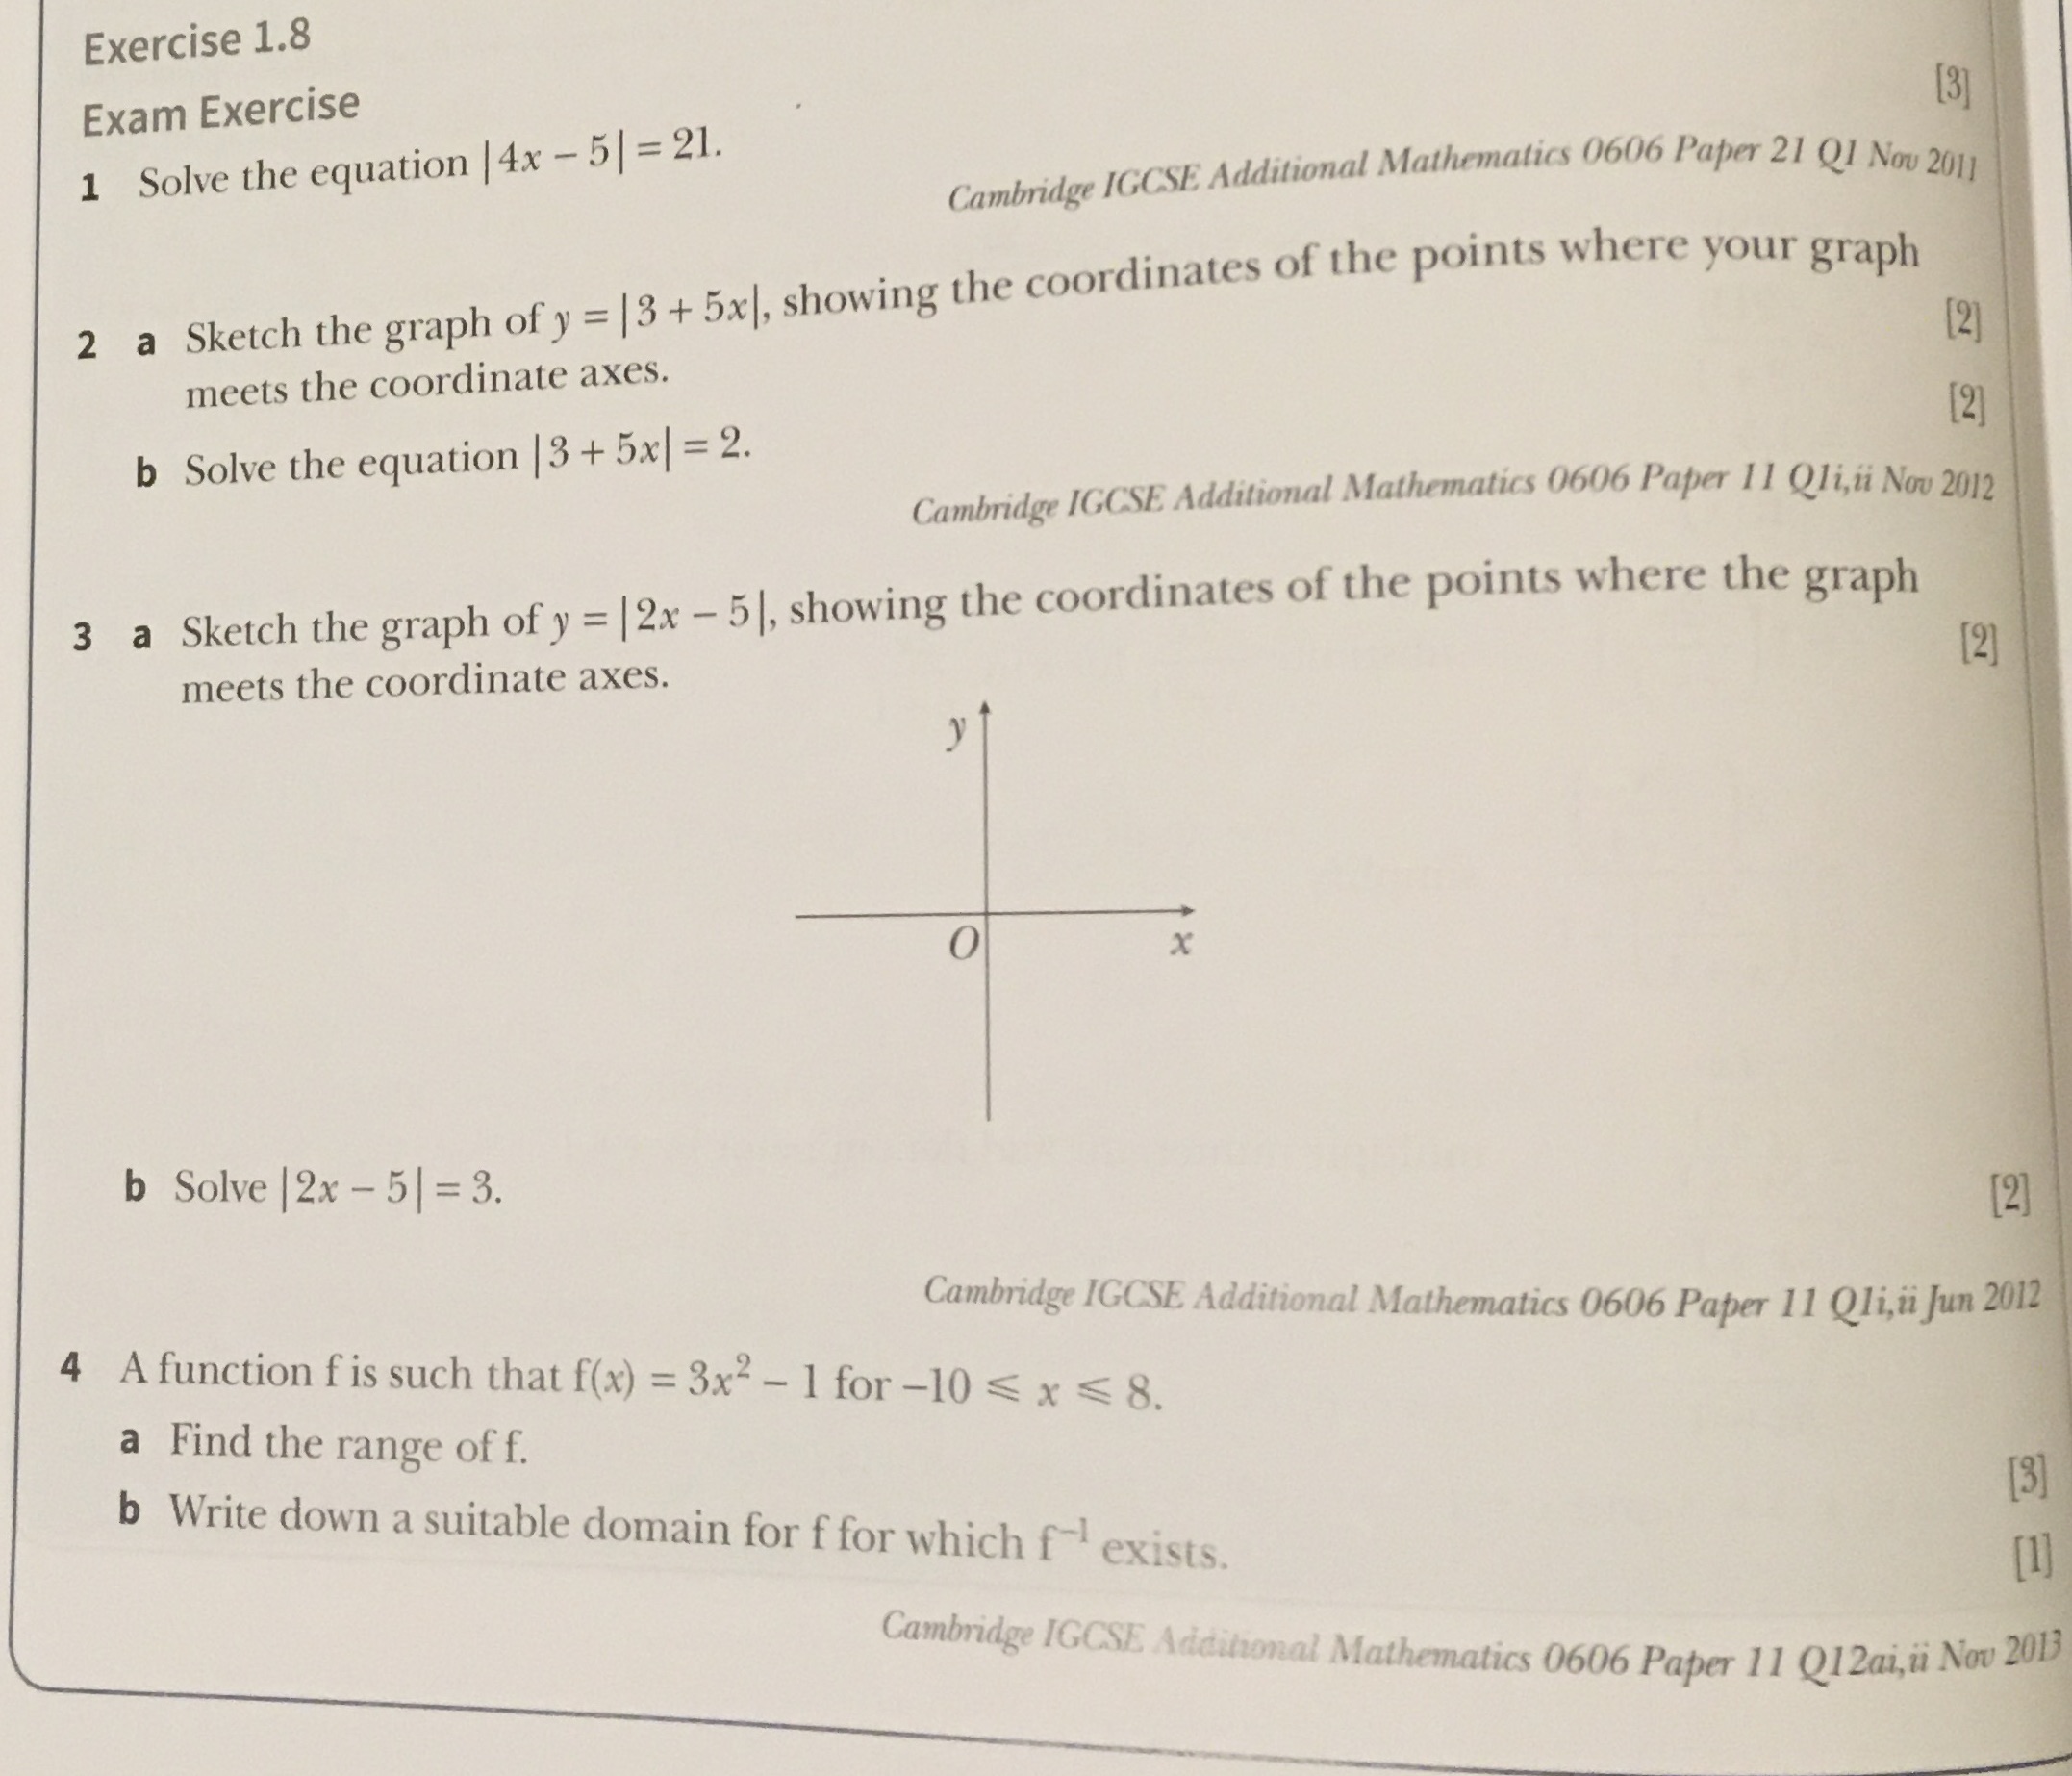 Exercise 1.8
Exam Exercise
1 Solve the equation |4x − 5| = 21. [3]
Cambridge IGCSE Additional Mathematics 0606 Paper 21 Q1 Nov 2011
2 a Sketch the graph of y = |3 + 5x|, showing the coordinates of the points where your graph
meets the coordinate axes. [2]
b Solve the equation |3 + 5x| = 2. [2]
Cambridge IGCSE Additional Mathematics 0606 Paper 11 Q1i,ii Nov 2012
3 a Sketch the graph of y = |2x − 5|, showing the coordinates of the points where the graph
meets the coordinate axes. [2]
y
O x
b Solve |2x − 5| = 3. [2]
Cambridge IGCSE Additional Mathematics 0606 Paper 11 Q1i,ii Jun 2012
4 A function f is such that f(x) = 3x² − 1 for −10 ⩽ x ⩽ 8.
a Find the range of f. [3]
b Write down a suitable domain for f for which f⁻¹ exists. [1]
Cambridge IGCSE Additional Mathematics 0606 Paper 11 Q12ai,ii Nov 2013